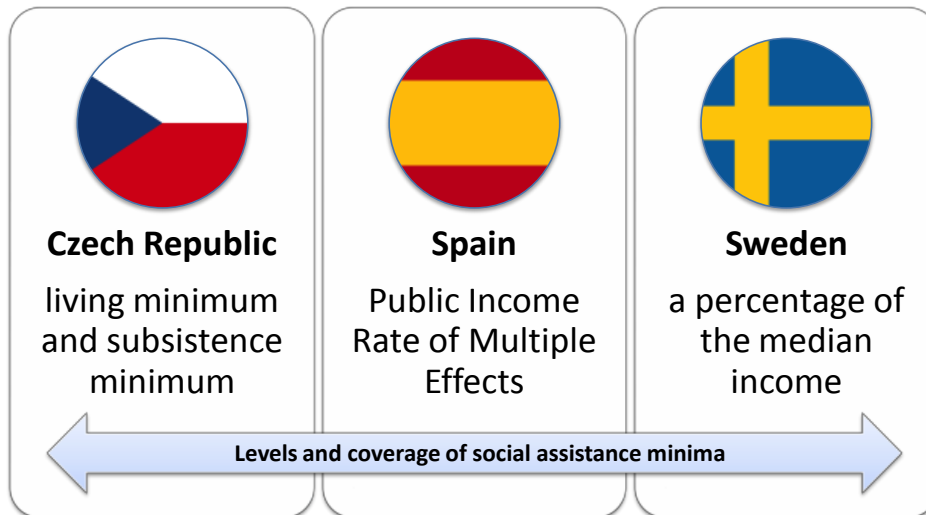 Czech Republic
living minimum
and subsistence
minimum
Spain
Public Income
Rate of Multiple
Effects
Sweden
a percentage of
the median
income
Levels and coverage of social assistance minima